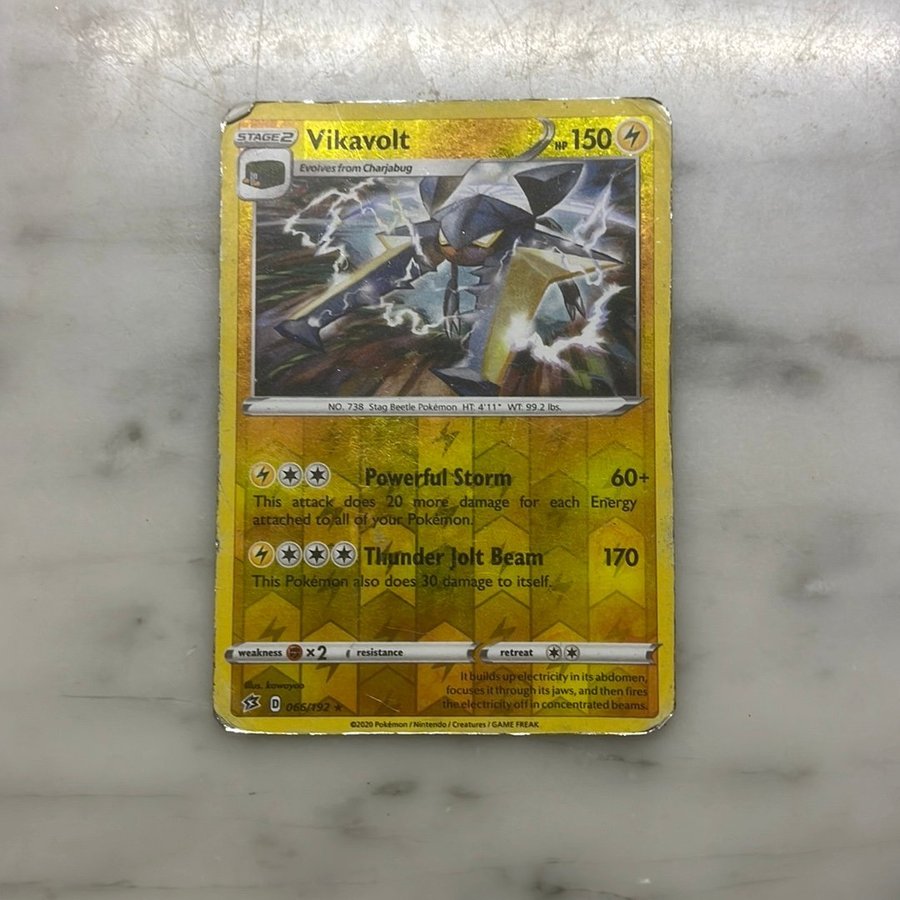 STAGE 2 Vikavolt HP 150
Evolves from Charjabug
NO. 738 Stag Beetle Pokémon HT: 4'11" WT: 99.2 lbs.
Powerful Storm 60+
This attack does 20 more damage for each Energy
attached to all of your Pokémon.
Thunder Jolt Beam 170
This Pokémon also does 30 damage to itself.
weakness ×2 resistance retreat
It builds up electricity in its abdomen,
focuses it through its jaws, and then fires
the electricity off in concentrated beams.
Illus. kawayoo
D 066/192 ★
©2020 Pokémon / Nintendo / Creatures / GAME FREAK